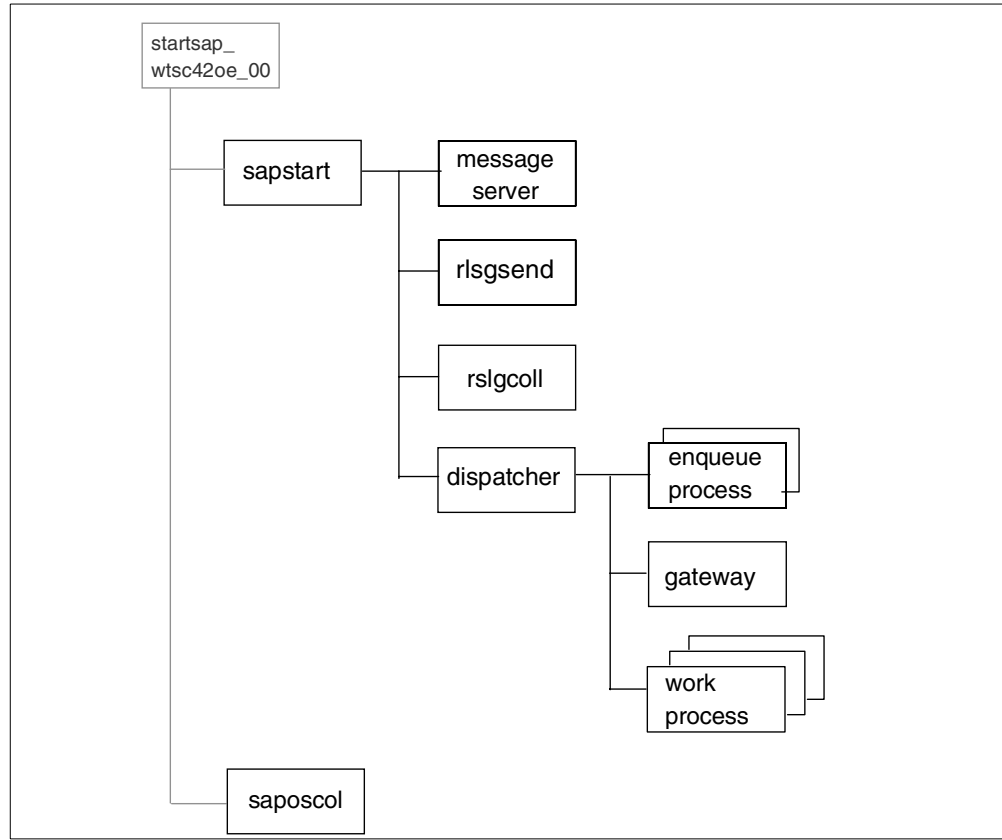 startsap_
wtsc42oe_00
sapstart
message
server
rlsgsend
rslgcoll
dispatcher
enqueue
process
gateway
work
process
saposcol